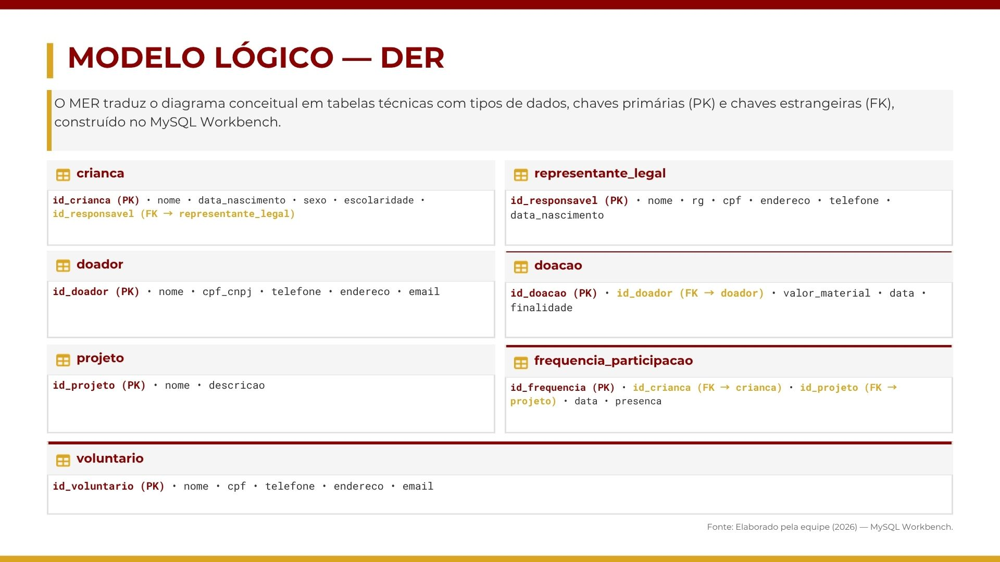 MODELO LÓGICO — DER
O MER traduz o diagrama conceitual em tabelas técnicas com tipos de dados, chaves primárias (PK) e chaves estrangeiras (FK),
construído no MySQL Workbench.
crianca
id_crianca (PK) • nome • data_nascimento • sexo • escolaridade •
id_responsavel (FK → representante_legal)
representante_legal
id_responsavel (PK) • nome • rg • cpf • endereco • telefone •
data_nascimento
doador
id_doador (PK) • nome • cpf_cnpj • telefone • endereco • email
doacao
id_doacao (PK) • id_doador (FK → doador) • valor_material • data •
finalidade
projeto
id_projeto (PK) • nome • descricao
frequencia_participacao
id_frequencia (PK) • id_crianca (FK → crianca) • id_projeto (FK →
projeto) • data • presenca
voluntario
id_voluntario (PK) • nome • cpf • telefone • endereco • email
Fonte: Elaborado pela equipe (2026) — MySQL Workbench.